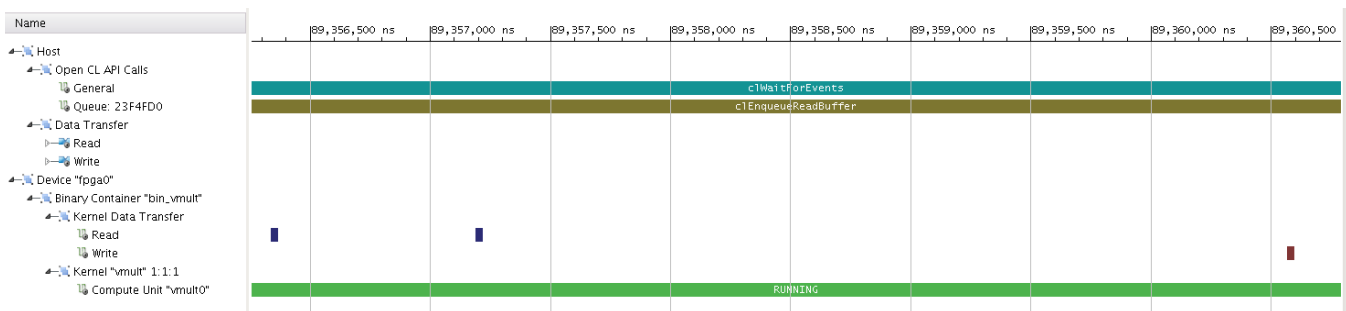 Name
89,356,500 ns 89,357,000 ns 89,357,500 ns 89,358,000 ns 89,358,500 ns 89,359,000 ns 89,359,500 ns 89,360,000 ns 89,360,500
Host
Open CL API Calls
General clWaitForEvents
Queue: 23F4FD0 clEnqueueReadBuffer
Data Transfer
Read
Write
Device "fpga0"
Binary Container "bin_vmult"
Kernel Data Transfer
Read
Write
Kernel "vmult" 1:1:1
Compute Unit "vmult0" RUNNING